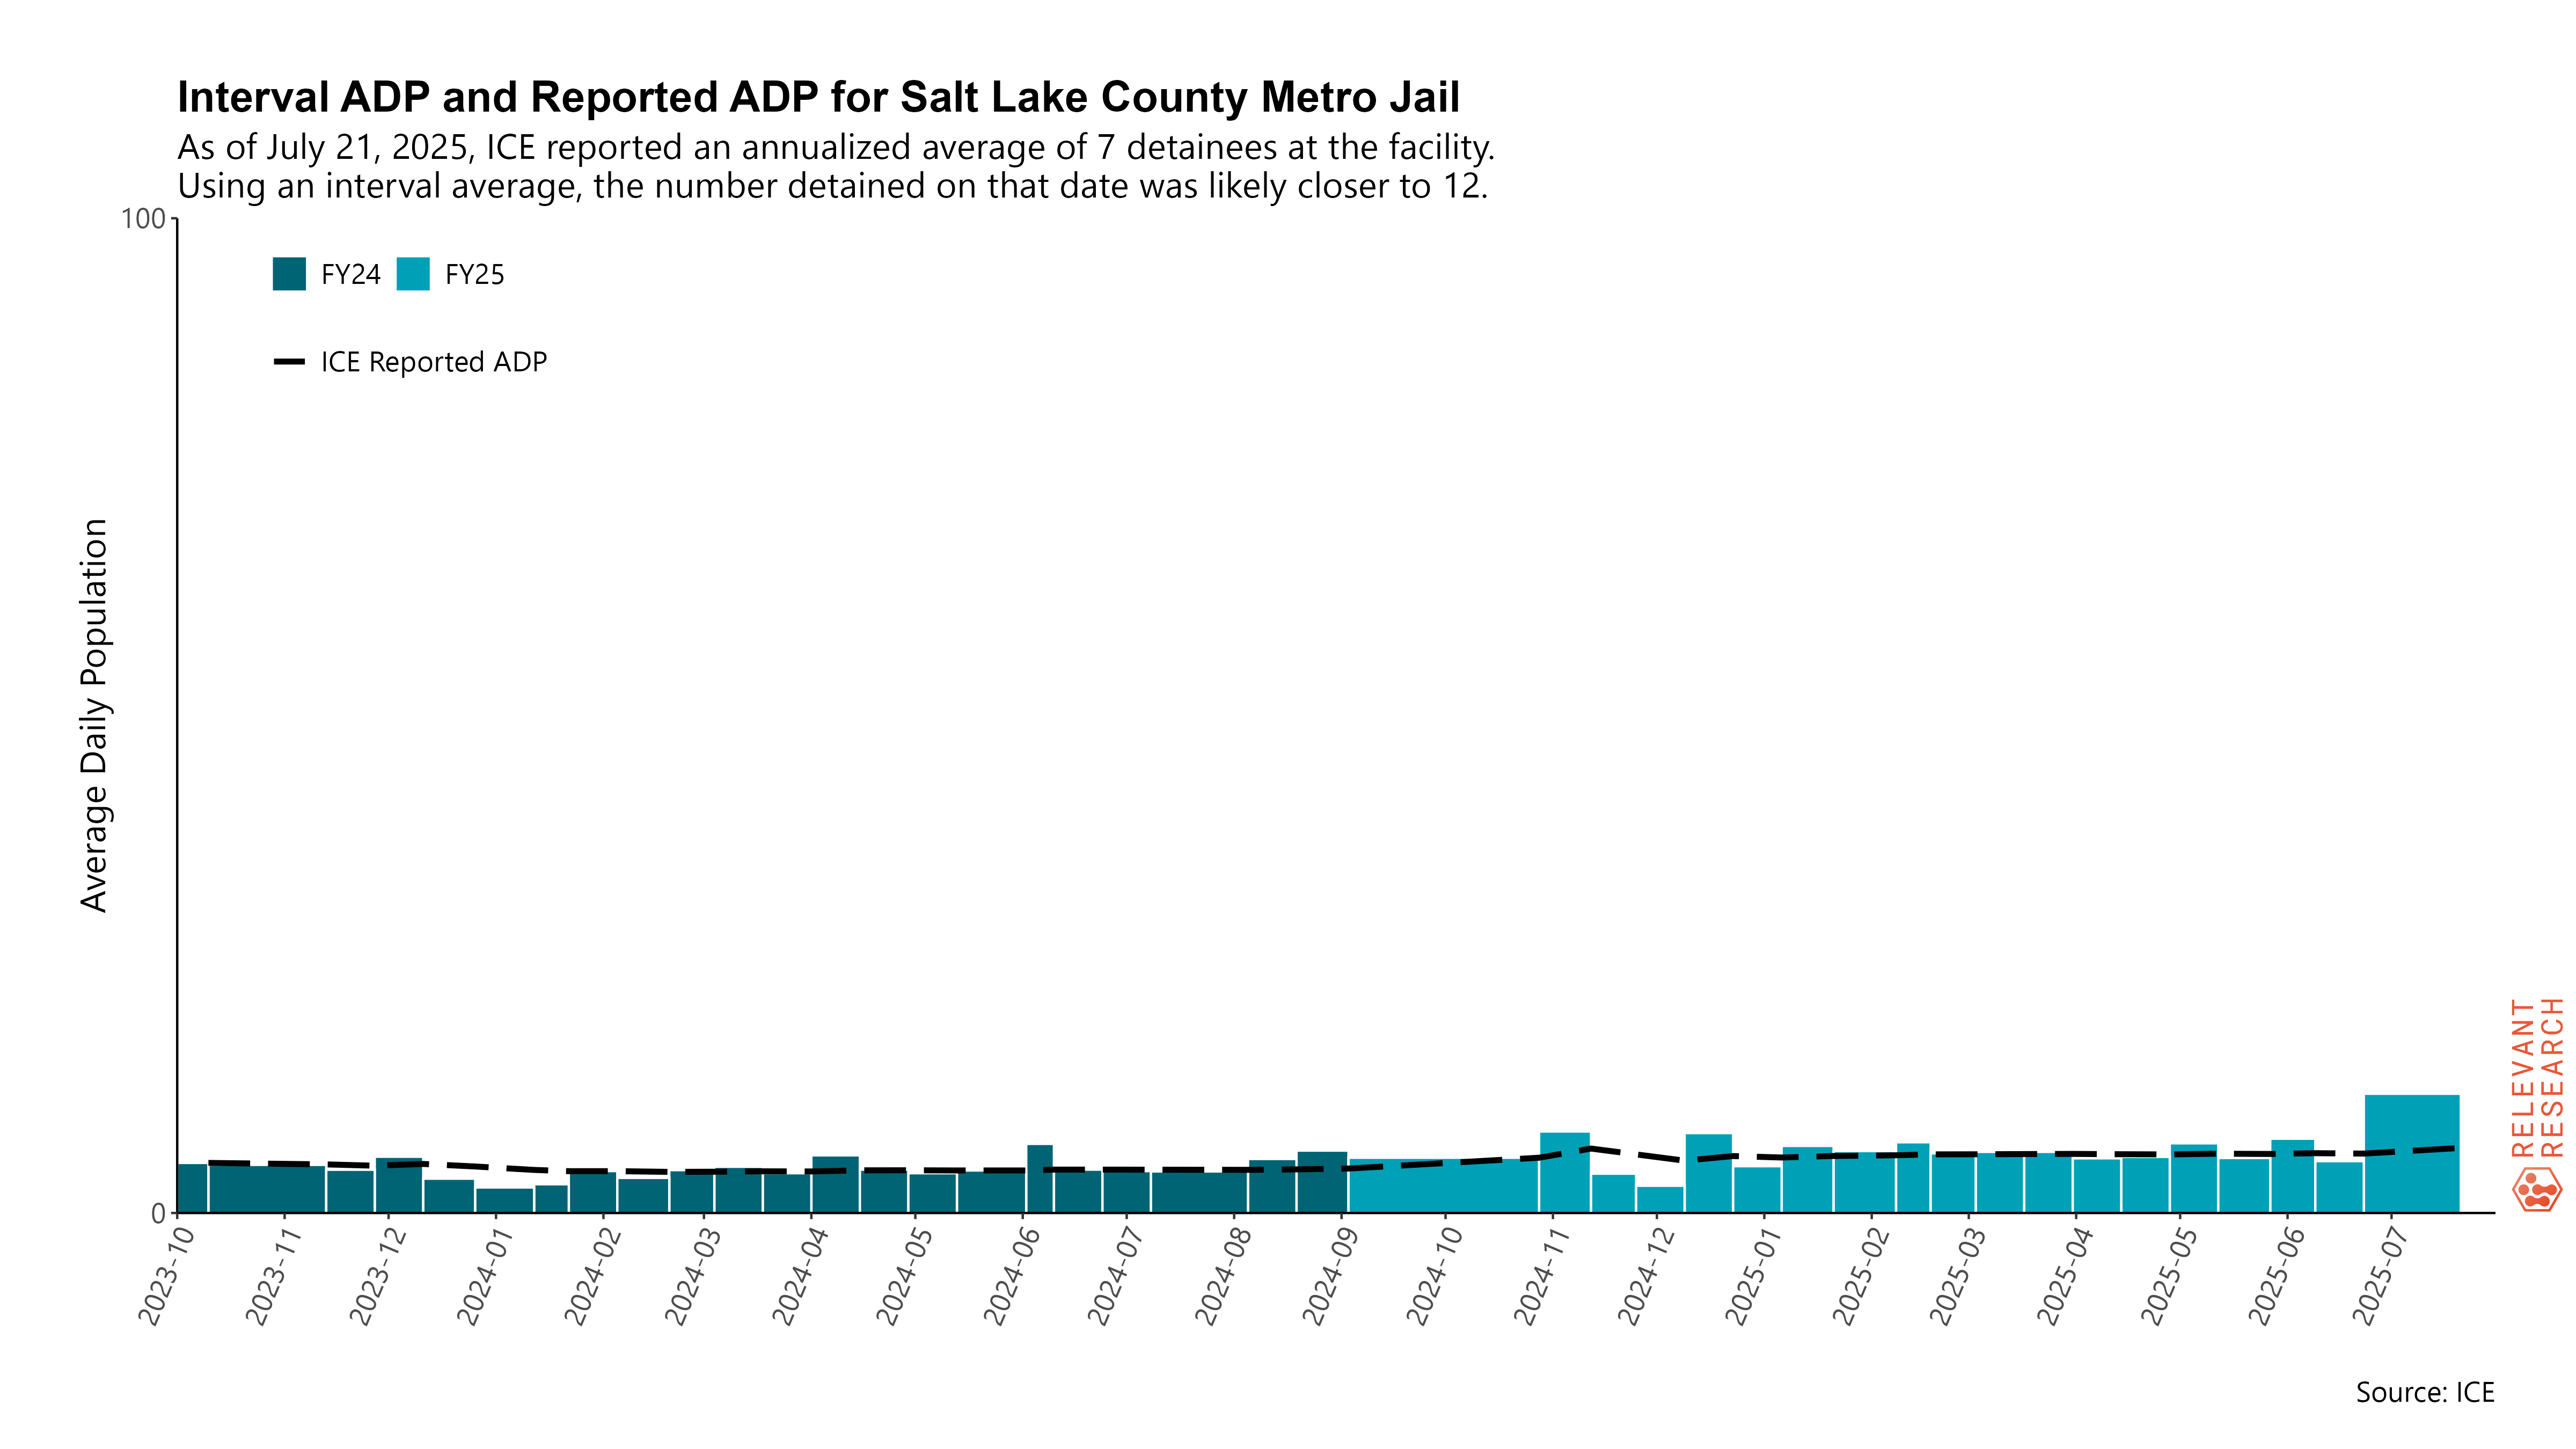 Interval ADP and Reported ADP for Salt Lake County Metro Jail
As of July 21, 2025, ICE reported an annualized average of 7 detainees at the facility.
Using an interval average, the number detained on that date was likely closer to 12.
100
FY24 FY25
ICE Reported ADP
Average Daily Population
0
2023-10
2023-11
2023-12
2024-01
2024-02
2024-03
2024-04
2024-05
2024-06
2024-07
2024-08
2024-09
2024-10
2024-11
2024-12
2025-01
2025-02
2025-03
2025-04
2025-05
2025-06
2025-07
RELEVANT
RESEARCH
Source: ICE